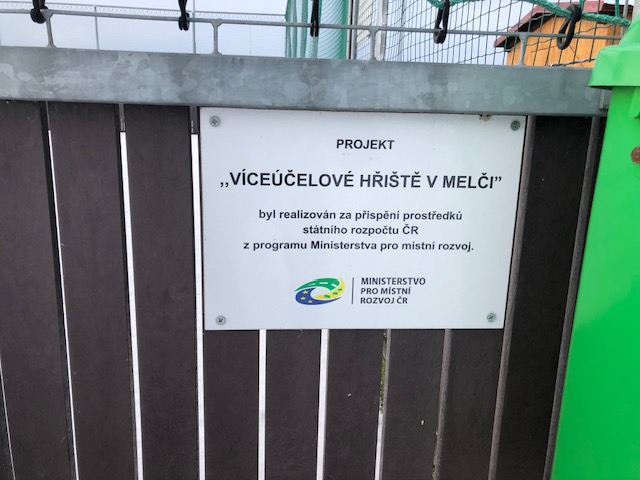 PROJEKT
,,VÍCEÚČELOVÉ HŘIŠTĚ V MELČI”
byl realizován za přispění prostředků
státního rozpočtu ČR
z programu Ministerstva pro místní rozvoj.
MINISTERSTVO
PRO MÍSTNÍ
ROZVOJ ČR